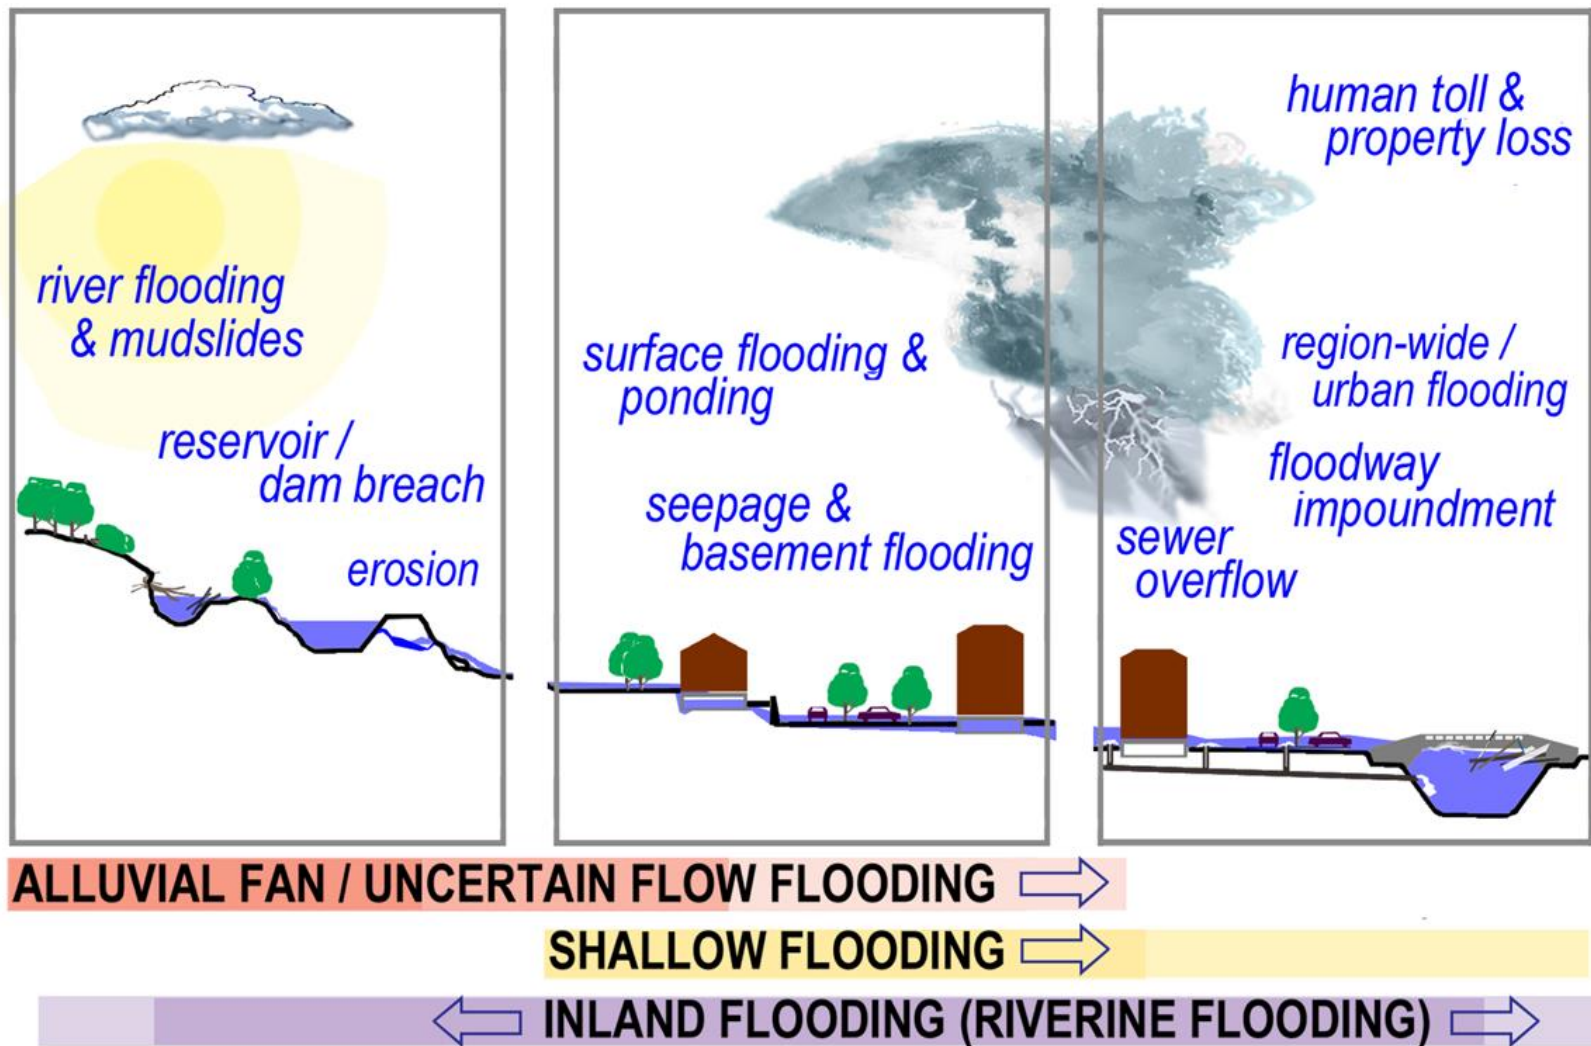 river flooding
& mudslides
reservoir /
dam breach
erosion
surface flooding &
ponding
seepage &
basement flooding
human toll &
property loss
region-wide /
urban flooding
floodway
impoundment
sewer
overflow
ALLUVIAL FAN / UNCERTAIN FLOW FLOODING
SHALLOW FLOODING
INLAND FLOODING (RIVERINE FLOODING)